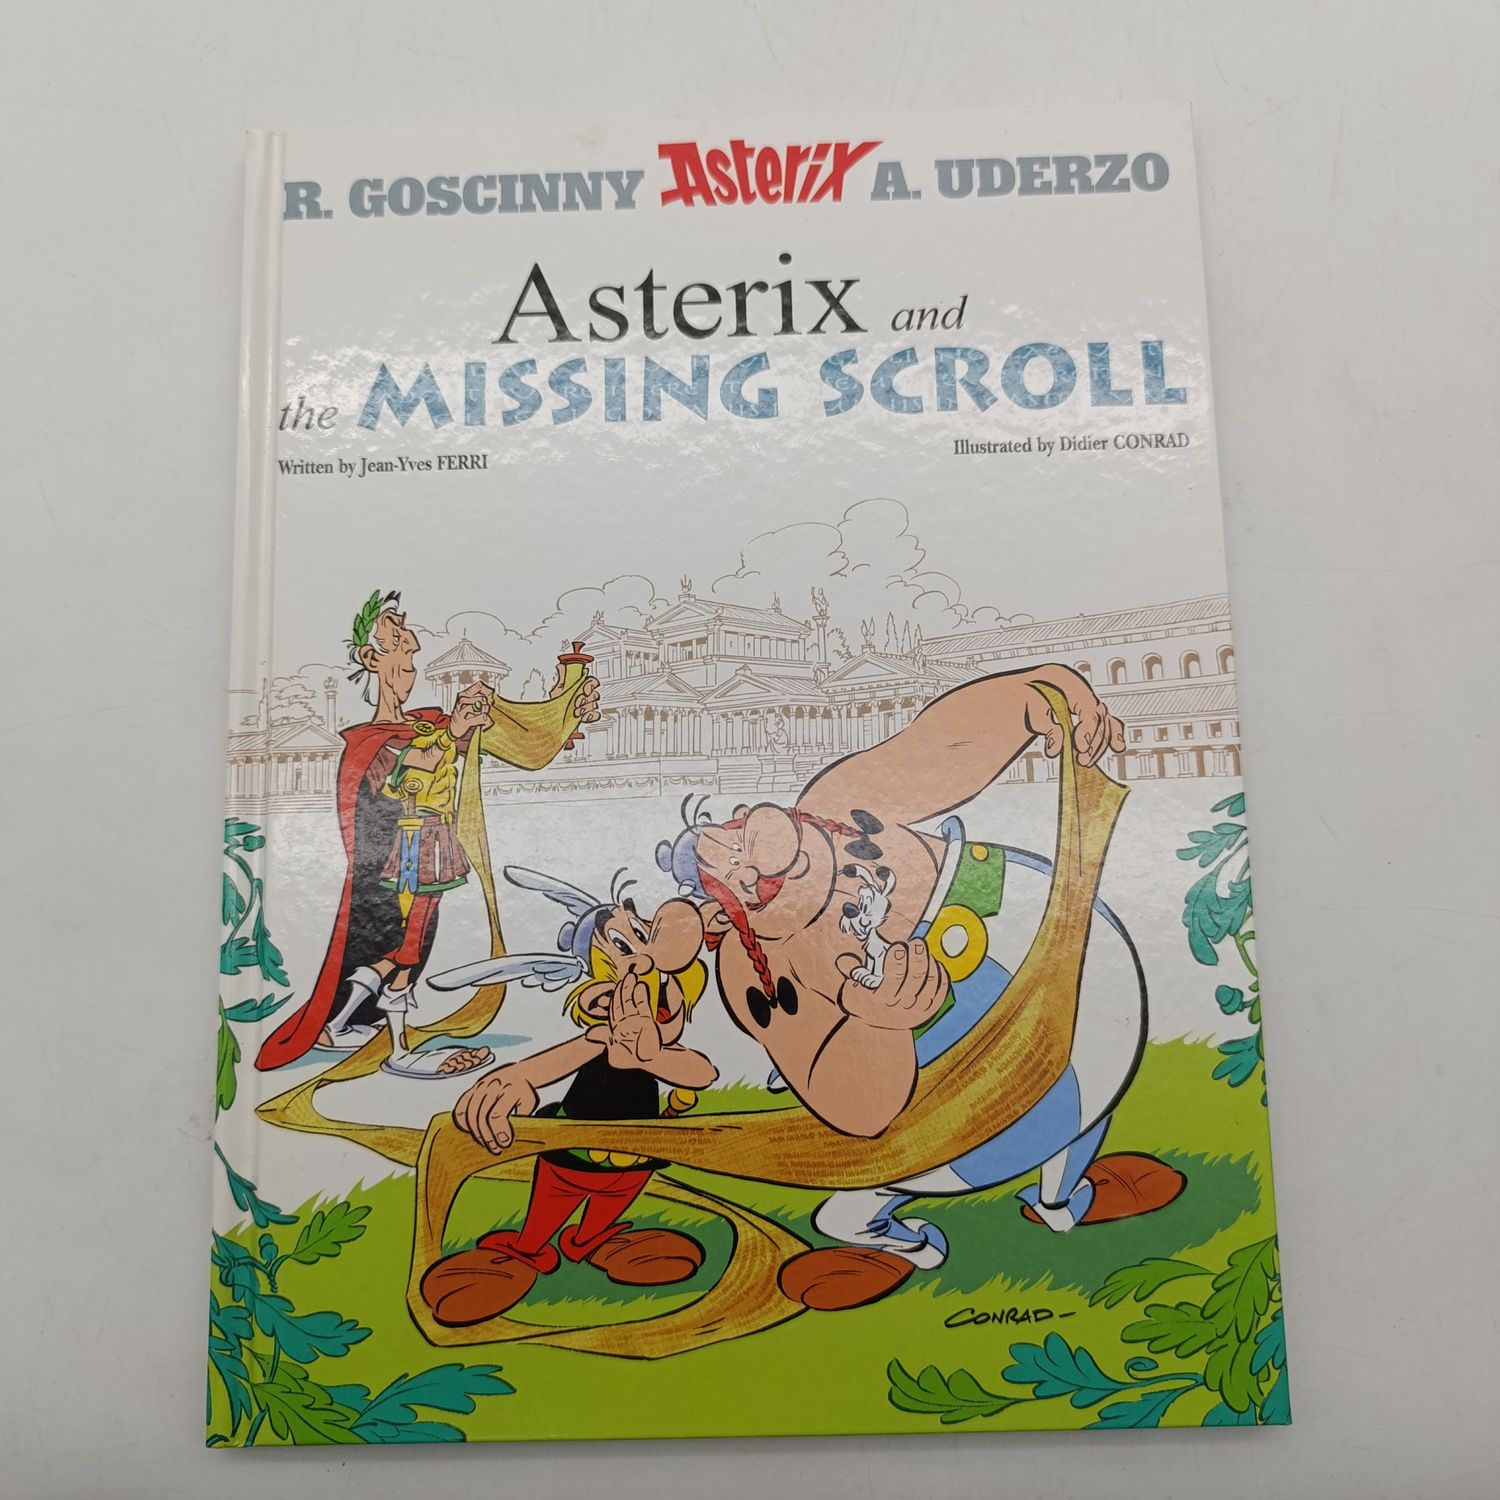 R. GOSCINNY Asterix A. UDERZO
Asterix and
the MISSING SCROLL
Written by Jean-Yves FERRI
Illustrated by Didier CONRAD
CONRAD